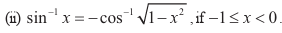 (ii) sin⁻¹ x = −cos⁻¹ √(1−x²) , if −1 ≤ x < 0.